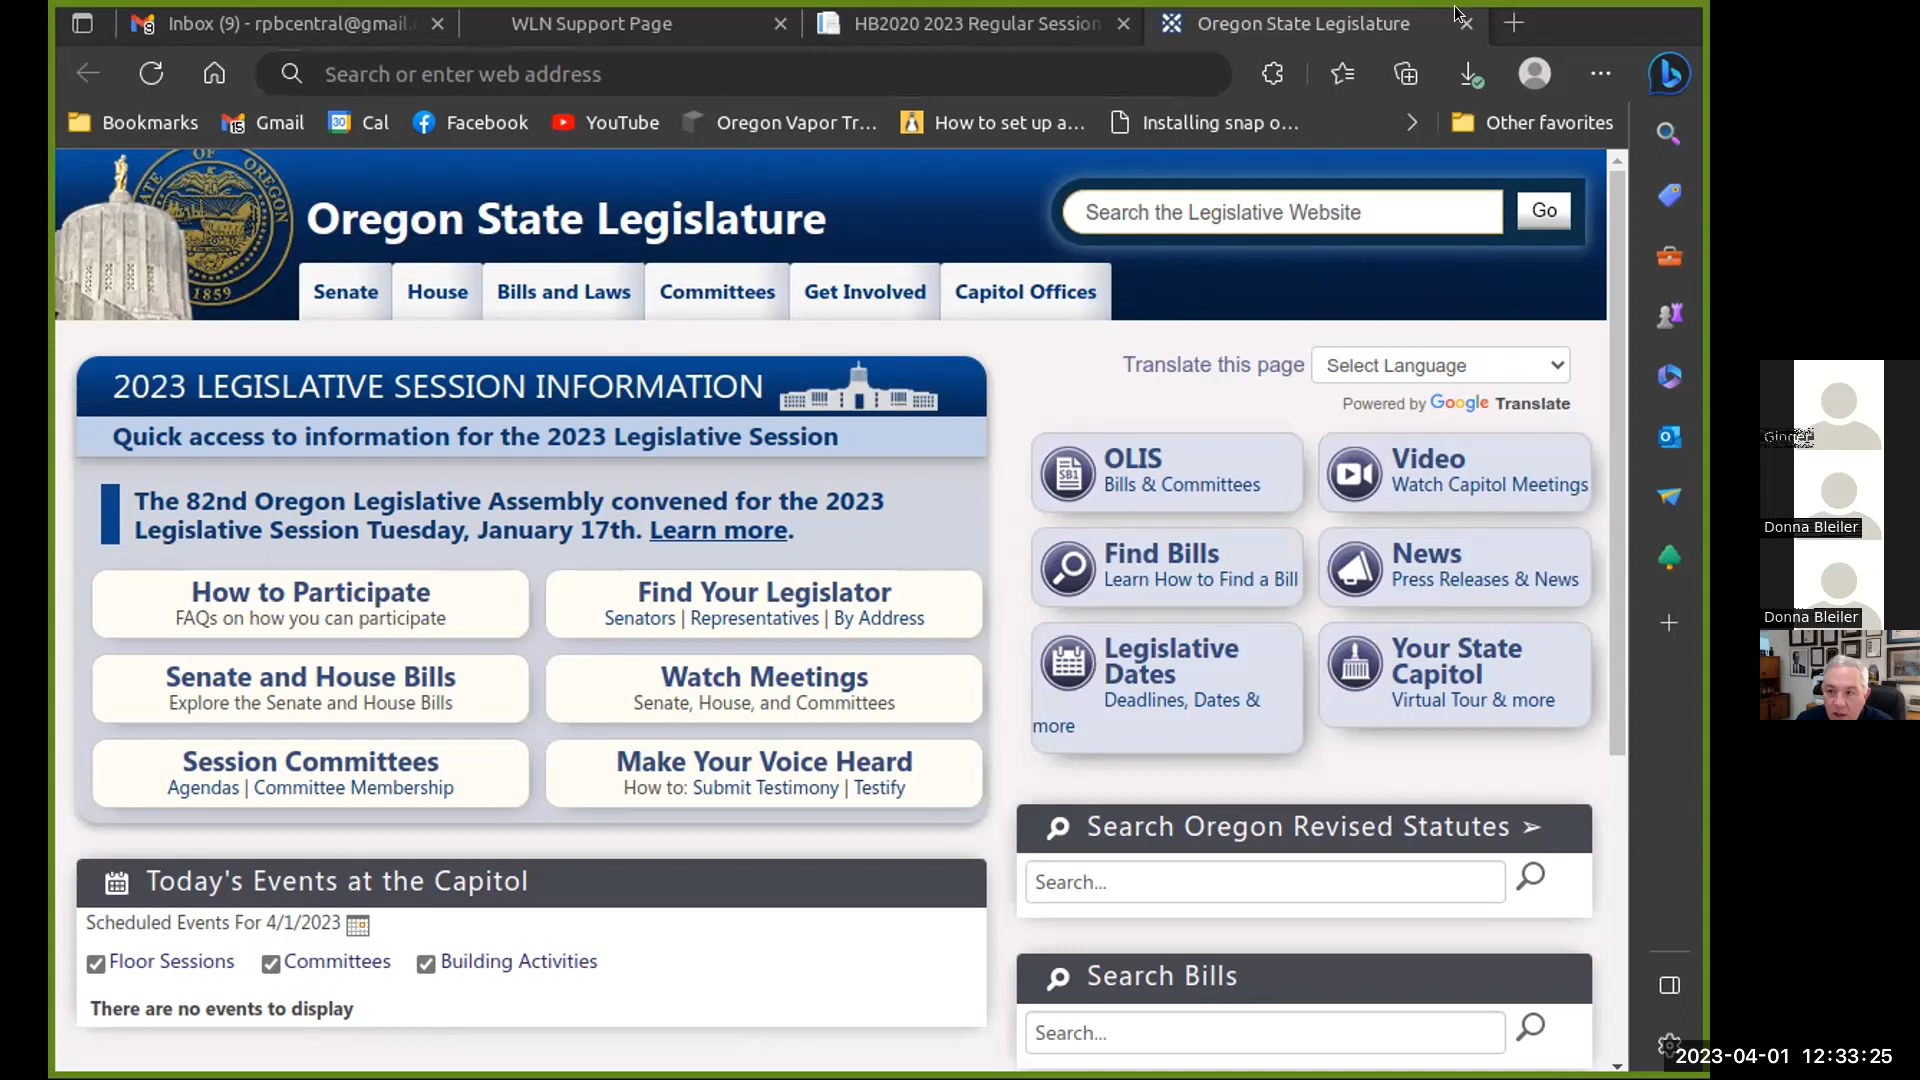 Inbox (9) - rpbcentral@gmail.
WLN Support Page
HB2020 2023 Regular Session
Oregon State Legislature
Search or enter web address
Bookmarks
Gmail
Cal
Facebook
YouTube
Oregon Vapor Tr...
How to set up a...
Installing snap o...
Other favorites
OF OREGON
1859
Oregon State Legislature
Search the Legislative Website
Go
Senate
House
Bills and Laws
Committees
Get Involved
Capitol Offices
2023 LEGISLATIVE SESSION INFORMATION
Quick access to information for the 2023 Legislative Session
The 82nd Oregon Legislative Assembly convened for the 2023
Legislative Session Tuesday, January 17th. Learn more.
How to Participate
FAQs on how you can participate
Find Your Legislator
Senators | Representatives | By Address
Senate and House Bills
Explore the Senate and House Bills
Watch Meetings
Senate, House, and Committees
Session Committees
Agendas | Committee Membership
Make Your Voice Heard
How to: Submit Testimony | Testify
Today's Events at the Capitol
Scheduled Events For 4/1/2023
Floor Sessions
Committees
Building Activities
There are no events to display
Translate this page
Select Language
Powered by Google Translate
OLIS
Bills & Committees
Video
Watch Capitol Meetings
Find Bills
Learn How to Find a Bill
News
Press Releases & News
Legislative
Dates
Deadlines, Dates &
more
Your State
Capitol
Virtual Tour & more
Search Oregon Revised Statutes
Search...
Search Bills
Search...
Ginger
Donna Bleiler
Donna Bleiler
2023-04-01 12:33:25